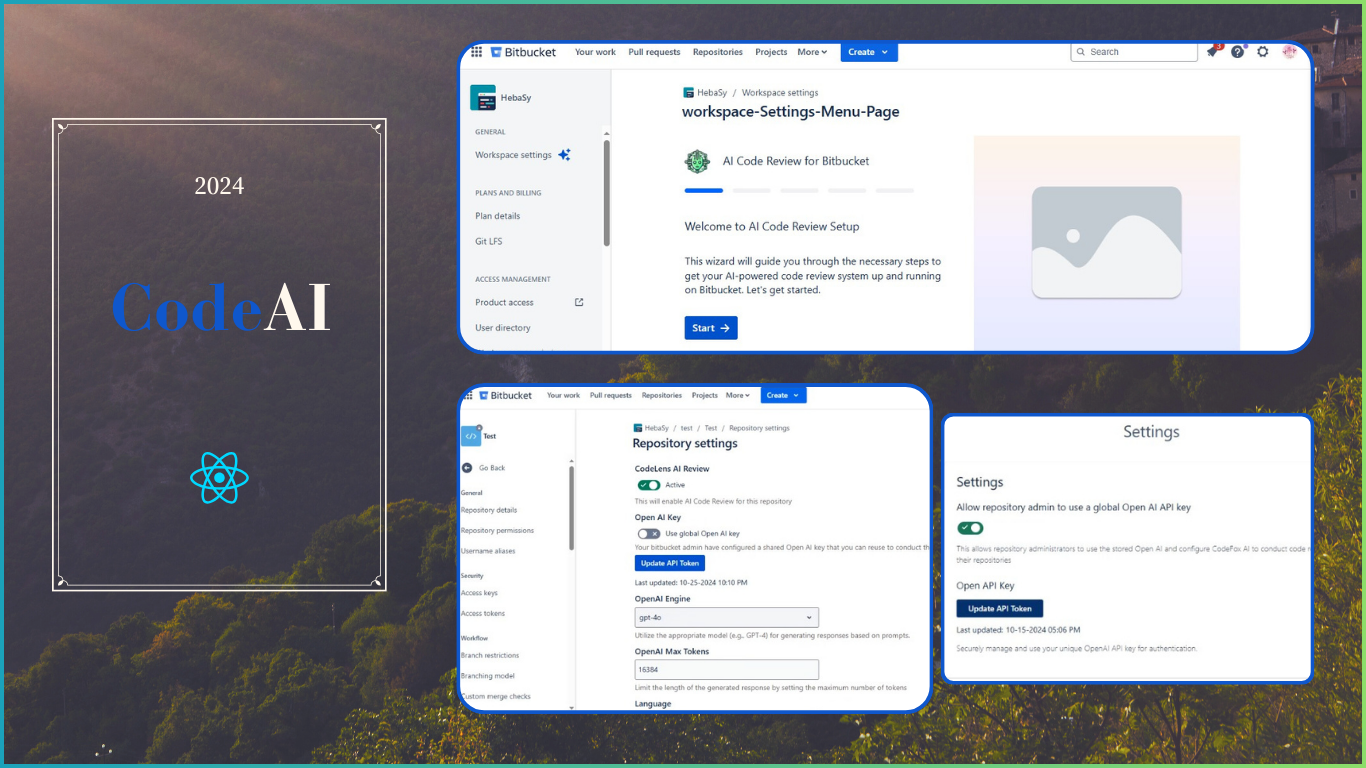 2024
CodeAI
Bitbucket Your work Pull requests Repositories Projects More Create Search 3
HebaSy
GENERAL
Workspace settings
PLANS AND BILLING
Plan details
Git LFS
ACCESS MANAGEMENT
Product access
User directory
HebaSy / Workspace settings
workspace-Settings-Menu-Page
AI Code Review for Bitbucket
Welcome to AI Code Review Setup
This wizard will guide you through the necessary steps to
get your AI-powered code review system up and running
on Bitbucket. Let's get started.
Start →
Bitbucket Your work Pull requests Repositories Projects More Create
Test
Go Back
General
Repository details
Repository permissions
Username aliases
Security
Access keys
Access tokens
Workflow
Branch restrictions
Branching model
Custom merge checks
HebaSy / test / Test / Repository settings
Repository settings
CodeLens AI Review
Active
This will enable AI Code Review for this repository
Open AI Key
Use global Open AI key
Your bitbucket admin have configured a shared Open AI key that you can reuse to conduct th
Update API Token
Last updated: 10-25-2024 10:10 PM
OpenAI Engine
gpt-4o
Utilize the appropriate model (e.g., GPT-4) for generating responses based on prompts.
OpenAI Max Tokens
16384
Limit the length of the generated response by setting the maximum number of tokens
Language
Settings
Settings
Allow repository admin to use a global Open AI API key
This allows repository administrators to use the stored Open AI and configure CodeFox AI to conduct code r
their repositories
Open API Key
Update API Token
Last updated: 10-15-2024 05:06 PM
Securely manage and use your unique OpenAI API key for authentication.